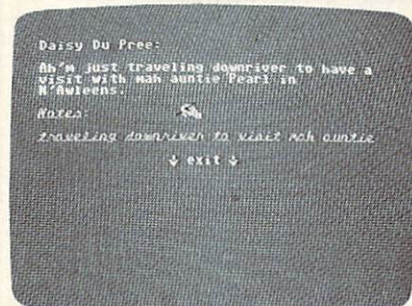 Daisy Du Pree:
Ah'm just traveling downriver to have a
visit with mah auntie Pearl in
N'Awleens.
Notes:
traveling downriver to visit mah auntie
↓ exit ↓